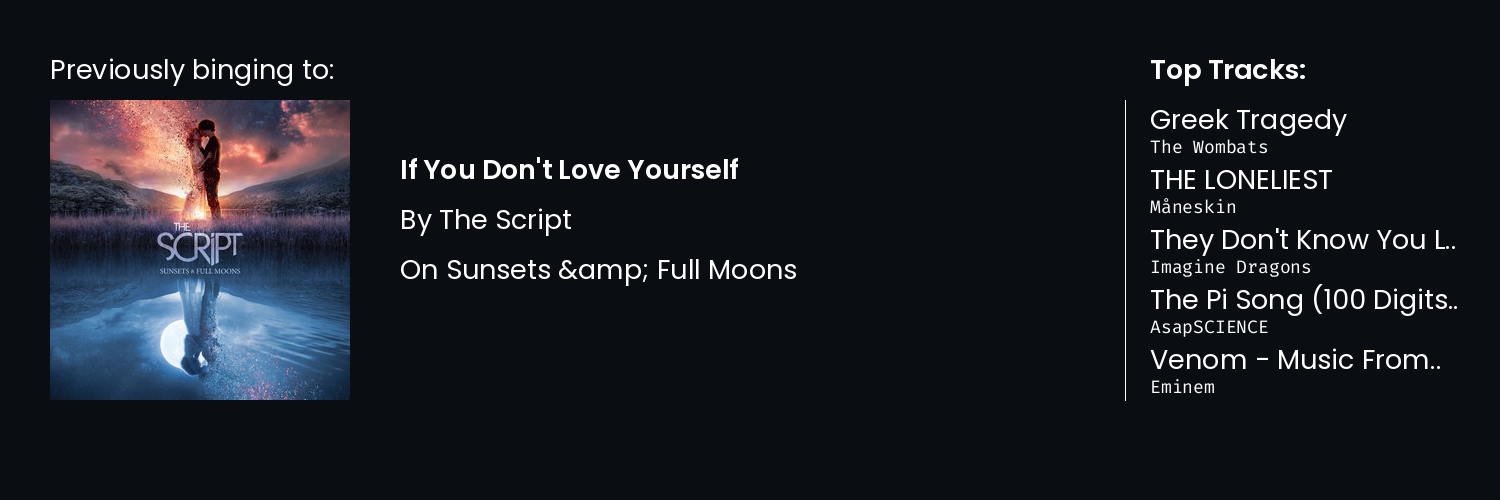 Previously binging to:
THE
SCRIPT
SUNSETS & FULL MOONS
If You Don't Love Yourself
By The Script
On Sunsets &amp; Full Moons
Top Tracks:
Greek Tragedy
The Wombats
THE LONELIEST
Måneskin
They Don't Know You L..
Imagine Dragons
The Pi Song (100 Digits..
AsapSCIENCE
Venom - Music From..
Eminem